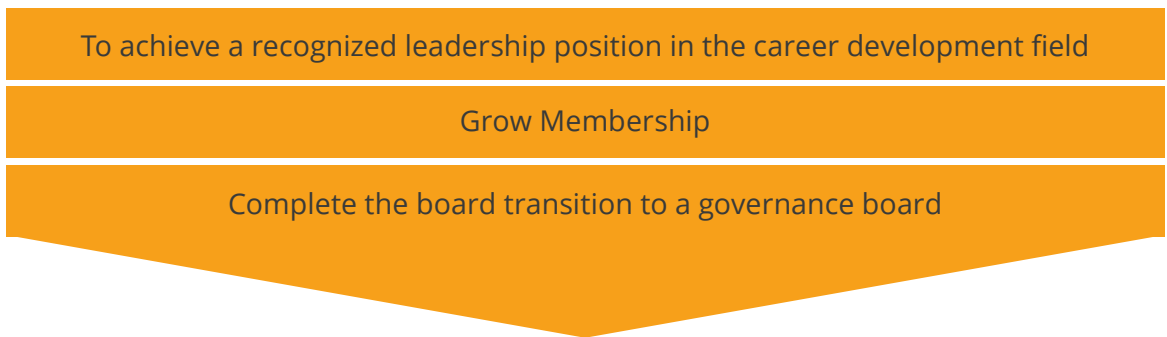 To achieve a recognized leadership position in the career development field
Grow Membership
Complete the board transition to a governance board